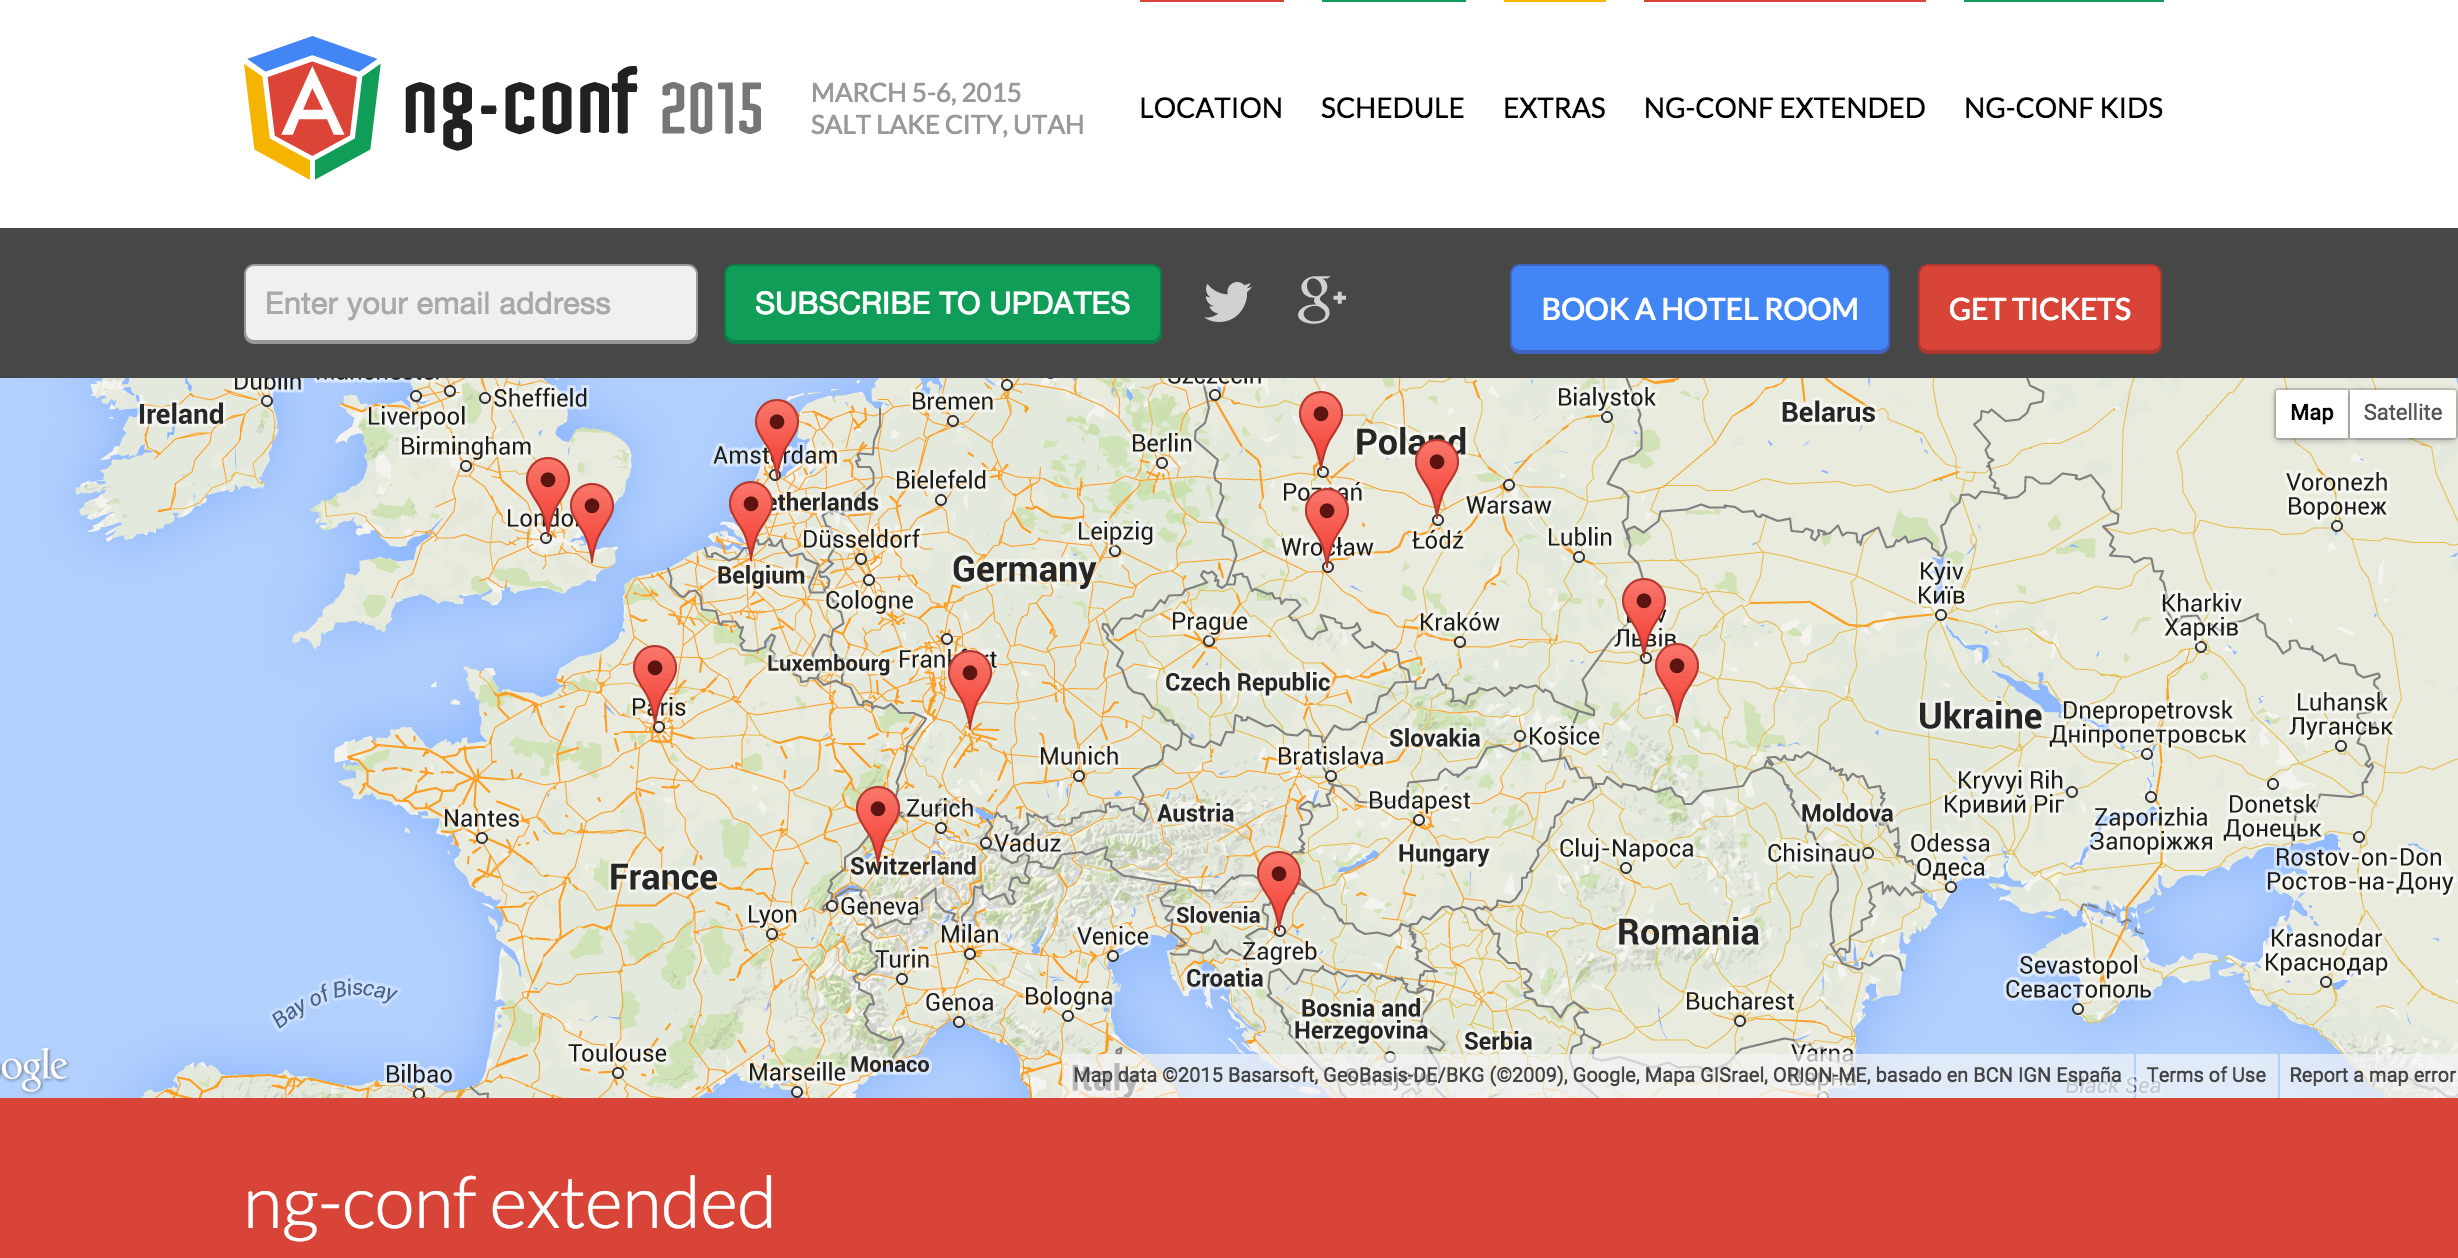 ng-conf 2015
MARCH 5-6, 2015
SALT LAKE CITY, UTAH
LOCATION
SCHEDULE
EXTRAS
NG-CONF EXTENDED
NG-CONF KIDS
Enter your email address
SUBSCRIBE TO UPDATES
g+
BOOK A HOTEL ROOM
GET TICKETS
Map
Satellite
Dublin
Ireland
Liverpool
Sheffield
Birmingham
Amsterdam
Netherlands
Bremen
Berlin
Bielefeld
Poland
Poznań
Warsaw
Bialystok
Belarus
Voronezh
Воронеж
Düsseldorf
Belgium
Cologne
Germany
Leipzig
Wrocław
Łódź
Lublin
Kyiv
Київ
Kharkiv
Харків
Львів
Prague
Kraków
Luxembourg
Czech Republic
Paris
Munich
Bratislava
Slovakia
Košice
Ukraine
Dnepropetrovsk
Дніпропетровськ
Luhansk
Луганськ
Nantes
Zurich
Vaduz
Austria
Budapest
Hungary
Cluj-Napoca
Moldova
Chisinau
Kryvyi Rih
Кривий Ріг
Zaporizhia
Запоріжжя
Donetsk
Донецьк
Odessa
Одеса
Rostov-on-Don
Ростов-на-Дону
France
Switzerland
Geneva
Lyon
Milan
Turin
Venice
Slovenia
Zagreb
Croatia
Romania
Krasnodar
Краснодар
Sevastopol
Севастополь
Bay of Biscay
Genoa
Bologna
Bosnia and
Herzegovina
Serbia
Bucharest
Varna
Toulouse
Bilbao
Marseille
Monaco
ogle
Italy
Map data ©2015 Basarsoft, GeoBasis-DE/BKG (©2009), Google, Mapa GISrael, ORION-ME, basado en BCN IGN España
Terms of Use
Report a map error
Black Sea
ng-conf extended